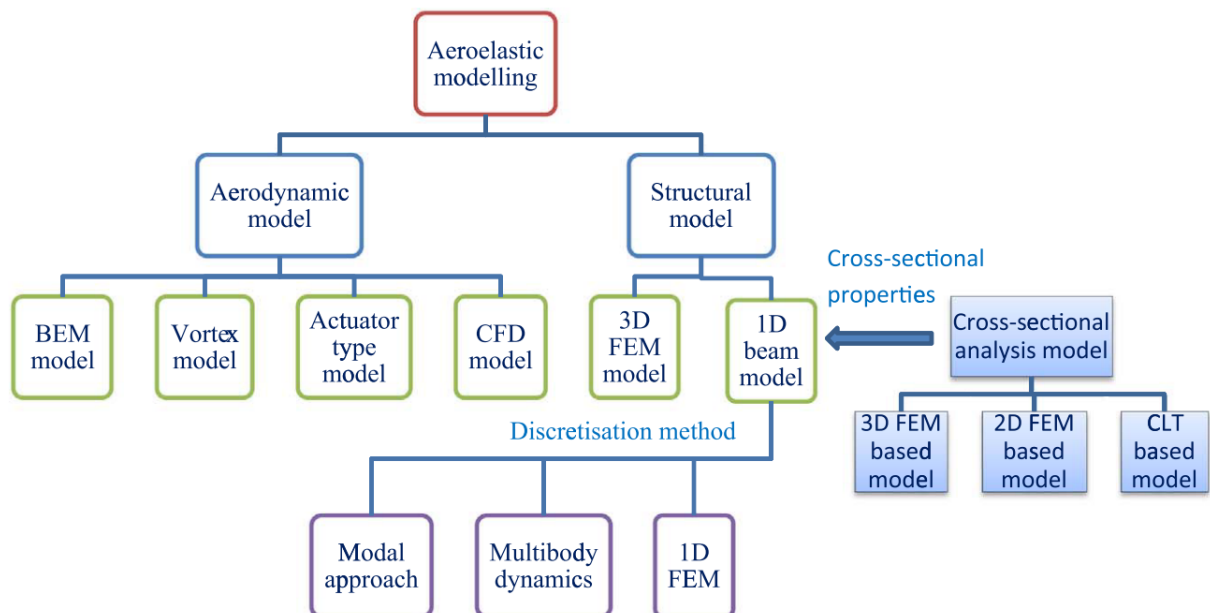 Aeroelastic
modelling
Aerodynamic
model
Structural
model
Cross-sectional
properties
BEM
model
Vortex
model
Actuator
type
model
CFD
model
3D
FEM
model
1D
beam
model
Cross-sectional
analysis model
3D FEM
based
model
2D FEM
based
model
CLT
based
model
Discretisation method
Modal
approach
Multibody
dynamics
1D
FEM